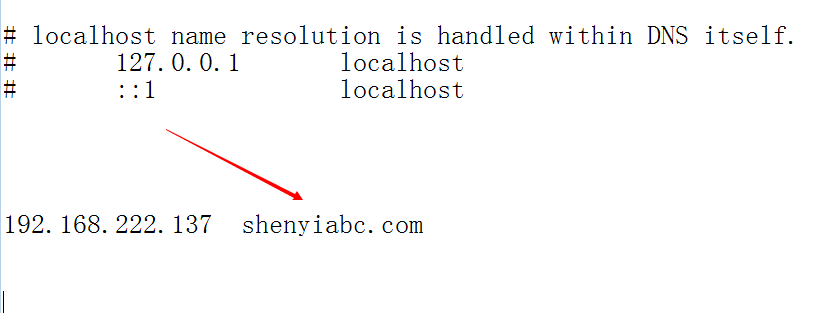 # localhost name resolution is handled within DNS itself.
#       127.0.0.1       localhost
#       ::1             localhost
192.168.222.137  shenyiabc.com